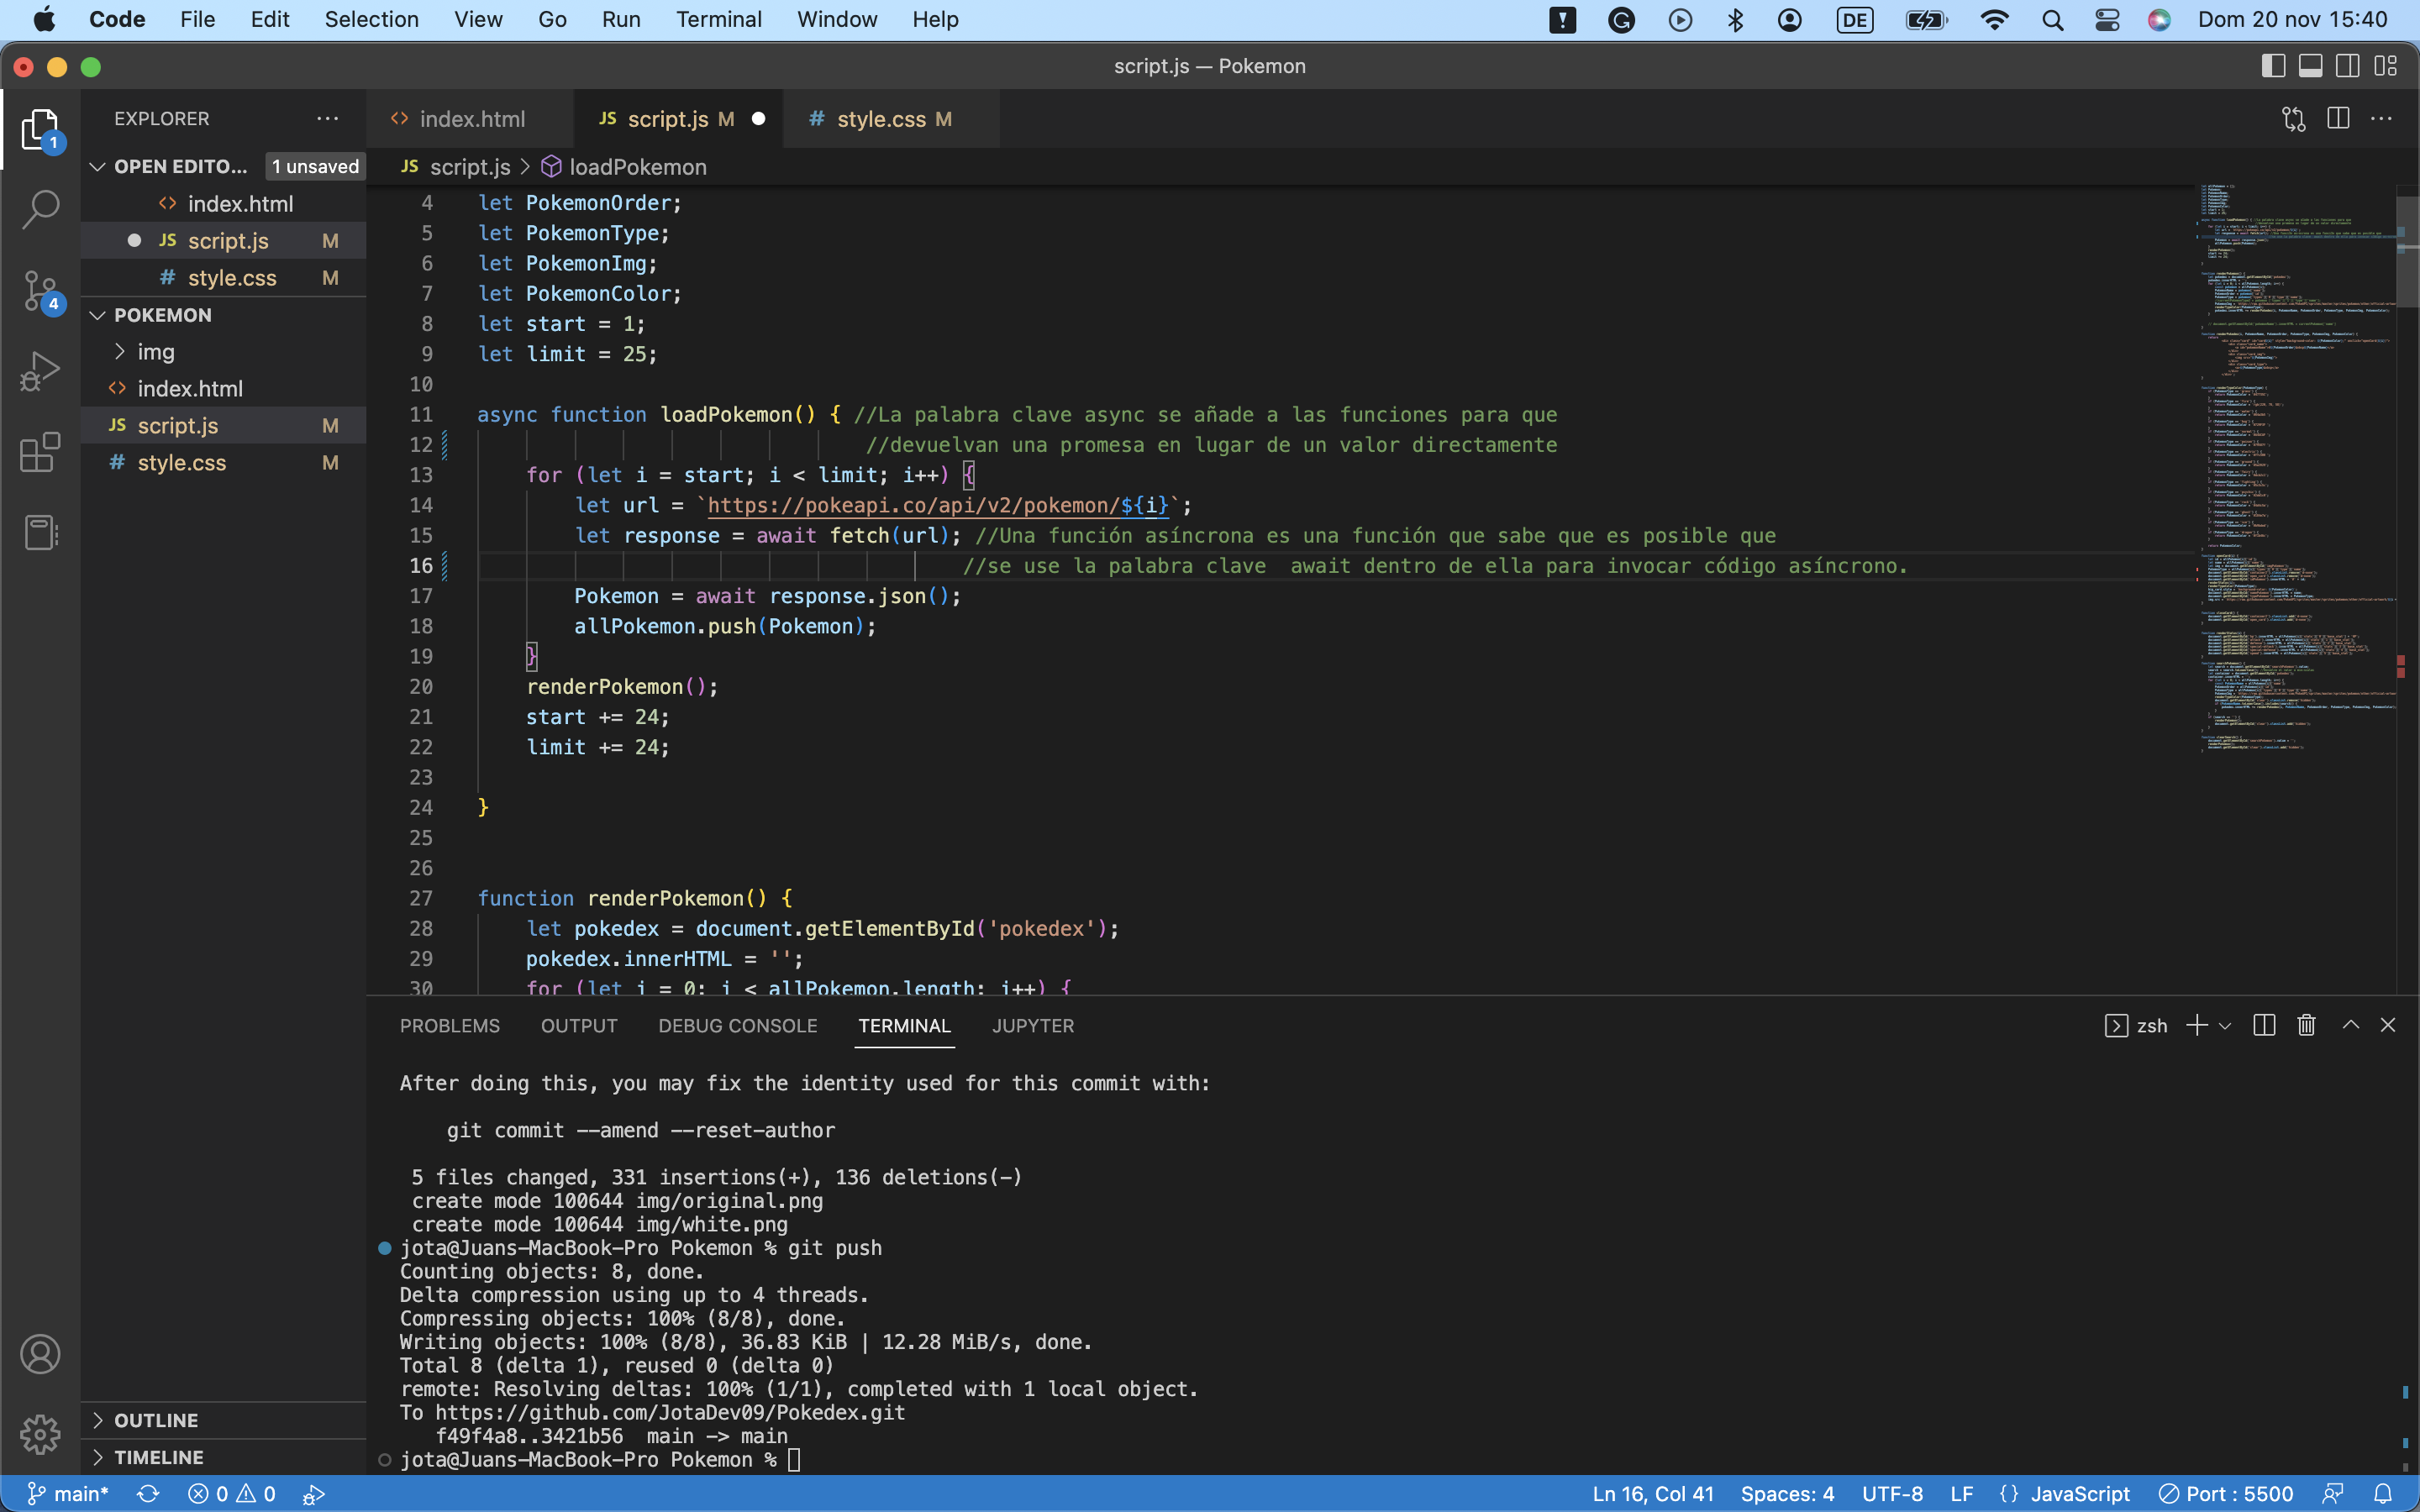 Code File Edit Selection View Go Run Terminal Window Help DE Dom 20 nov 15:40
script.js — Pokemon
EXPLORER
OPEN EDITO... 1 unsaved
index.html
JS script.js M
# style.css M
POKEMON
img
index.html
JS script.js M
# style.css M
OUTLINE
TIMELINE
1
4
index.html JS script.js M # style.css M
JS script.js > loadPokemon
4 let PokemonOrder;
5 let PokemonType;
6 let PokemonImg;
7 let PokemonColor;
8 let start = 1;
9 let limit = 25;
10
11 async function loadPokemon() { //La palabra clave async se añade a las funciones para que
12 //devuelvan una promesa en lugar de un valor directamente
13 for (let i = start; i < limit; i++) {
14 let url = `https://pokeapi.co/api/v2/pokemon/${i}`;
15 let response = await fetch(url); //Una función asíncrona es una función que sabe que es posible que
16 //se use la palabra clave  await dentro de ella para invocar código asíncrono.
17 Pokemon = await response.json();
18 allPokemon.push(Pokemon);
19 }
20 renderPokemon();
21 start += 24;
22 limit += 24;
23
24 }
25
26
27 function renderPokemon() {
28 let pokedex = document.getElementById('pokedex');
29 pokedex.innerHTML = '';
30 for (let i = 0; i < allPokemon.length; i++) {
PROBLEMS OUTPUT DEBUG CONSOLE TERMINAL JUPYTER zsh
After doing this, you may fix the identity used for this commit with:
git commit --amend --reset-author
5 files changed, 331 insertions(+), 136 deletions(-)
create mode 100644 img/original.png
create mode 100644 img/white.png
jota@Juans-MacBook-Pro Pokemon % git push
Counting objects: 8, done.
Delta compression using up to 4 threads.
Compressing objects: 100% (8/8), done.
Writing objects: 100% (8/8), 36.83 KiB | 12.28 MiB/s, done.
Total 8 (delta 1), reused 0 (delta 0)
remote: Resolving deltas: 100% (1/1), completed with 1 local object.
To https://github.com/JotaDev09/Pokedex.git
f49f4a8..3421b56  main -> main
jota@Juans-MacBook-Pro Pokemon %
main* 0 0 Ln 16, Col 41 Spaces: 4 UTF-8 LF {} JavaScript Port : 5500